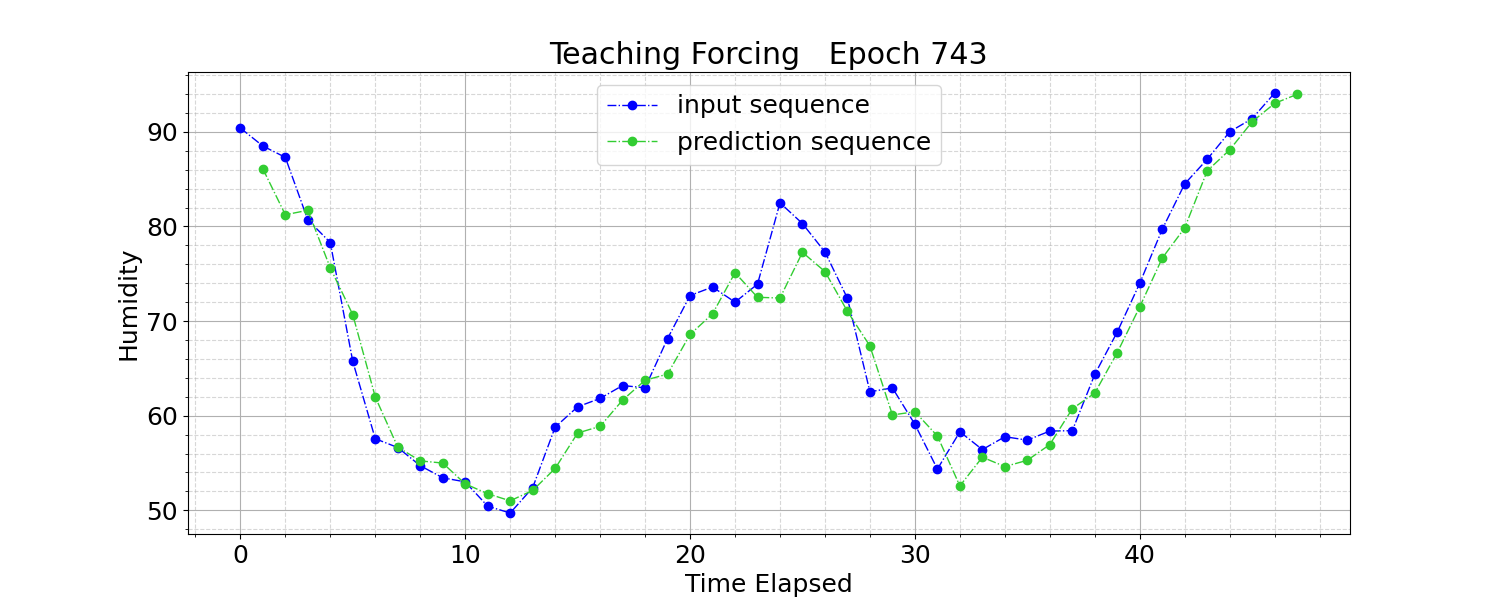 Teaching Forcing   Epoch 743
input sequence
prediction sequence
90
80
70
60
50
Humidity
0 10 20 30 40
Time Elapsed